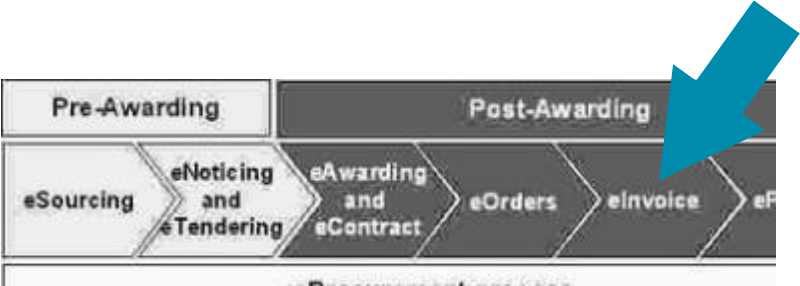 Pre-Awarding
Post-Awarding
eSourcing
eNoticing
and
eTendering
eAwarding
and
eContract
eOrders
eInvoice